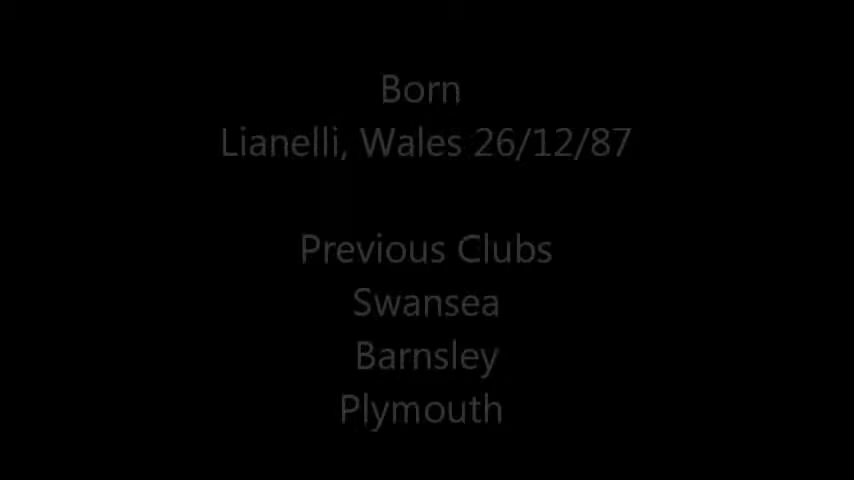 Born
Lianelli, Wales 26/12/87
Previous Clubs
Swansea
Barnsley
Plymouth